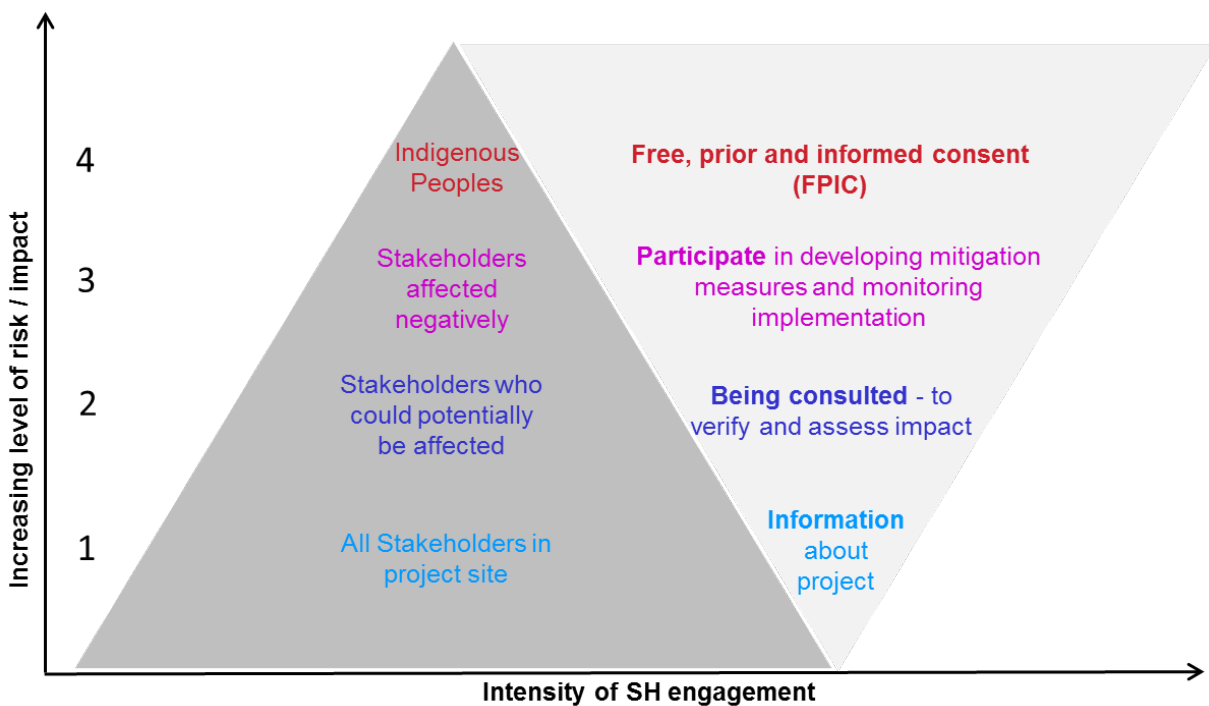 Increasing level of risk / impact
4
Indigenous
Peoples
Free, prior and informed consent
(FPIC)
3
Stakeholders
affected
negatively
Participate in developing mitigation
measures and monitoring
implementation
2
Stakeholders who
could potentially
be affected
Being consulted - to
verify and assess impact
1
All Stakeholders in
project site
Information
about
project
Intensity of SH engagement